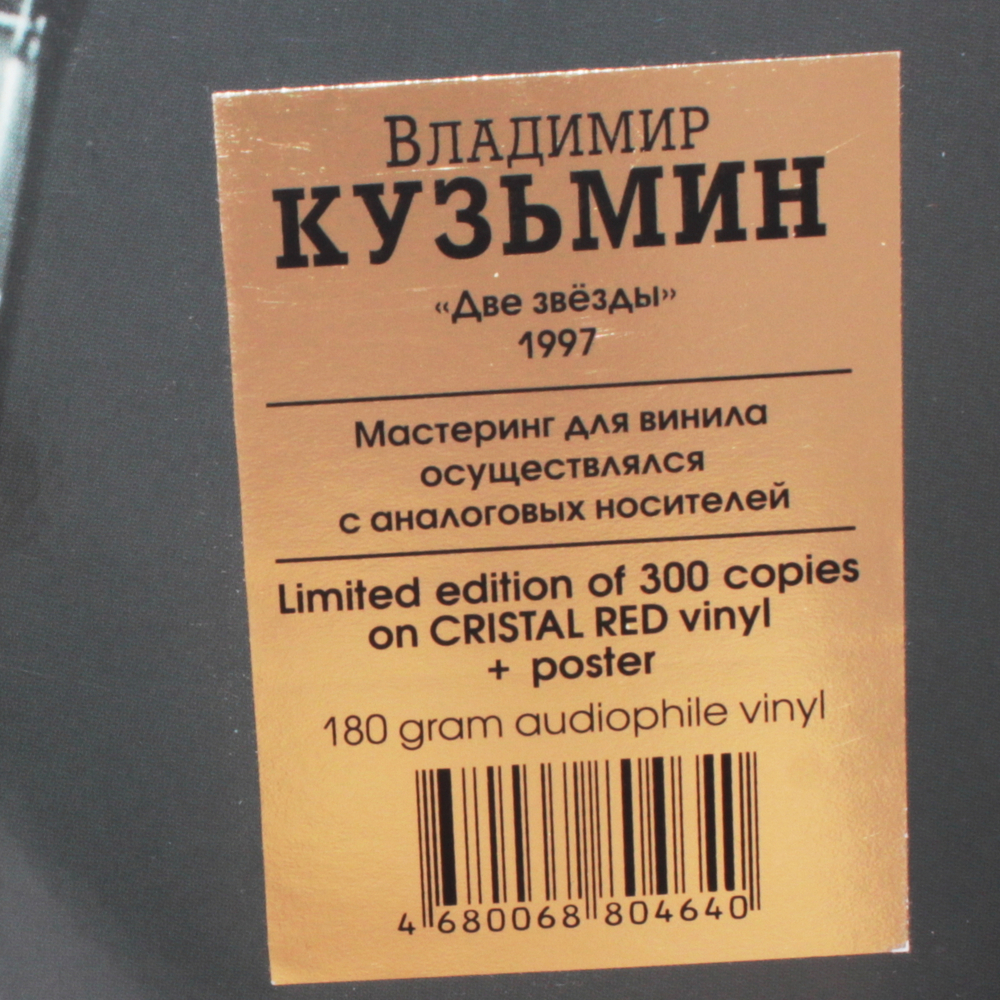 Владимир
КУЗЬМИН
«Две звёзды»
1997
Мастеринг для винила
осуществлялся
с аналоговых носителей
Limited edition of 300 copies
on CRISTAL RED vinyl
+ poster
180 gram audiophile vinyl
4 680068 804640